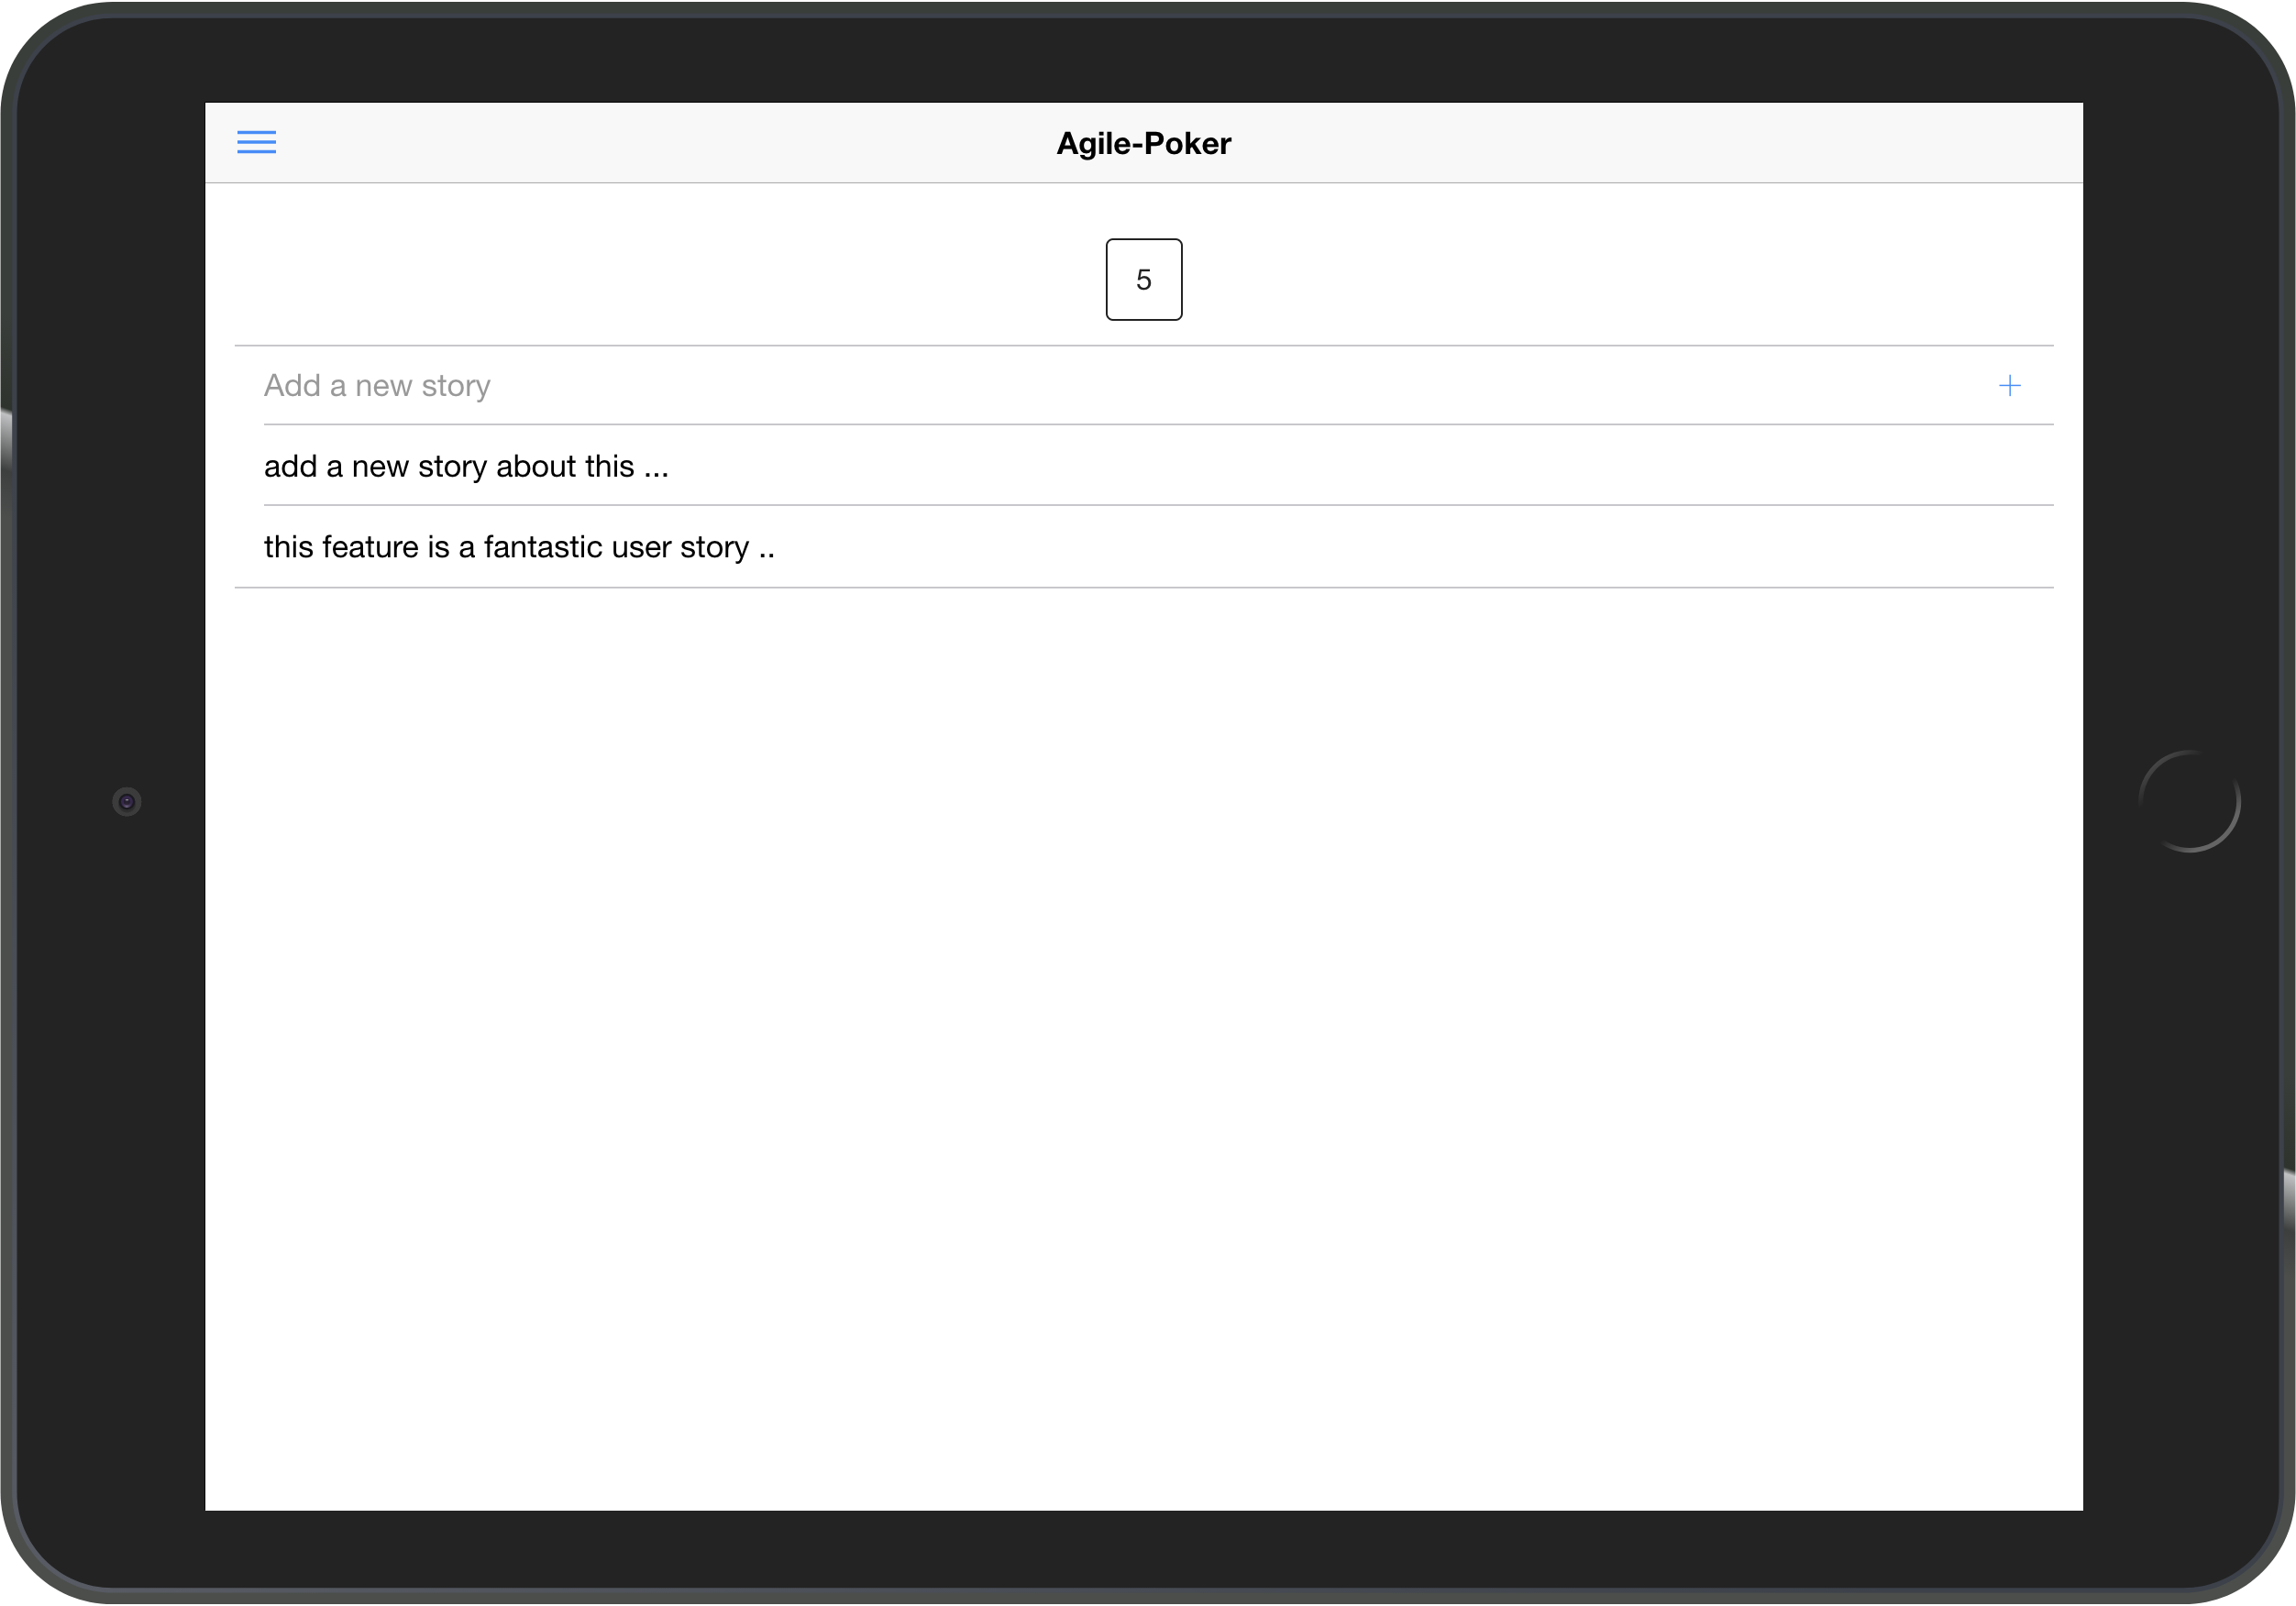 Agile-Poker
5
Add a new story
add a new story about this ...
this feature is a fantastic user story ..